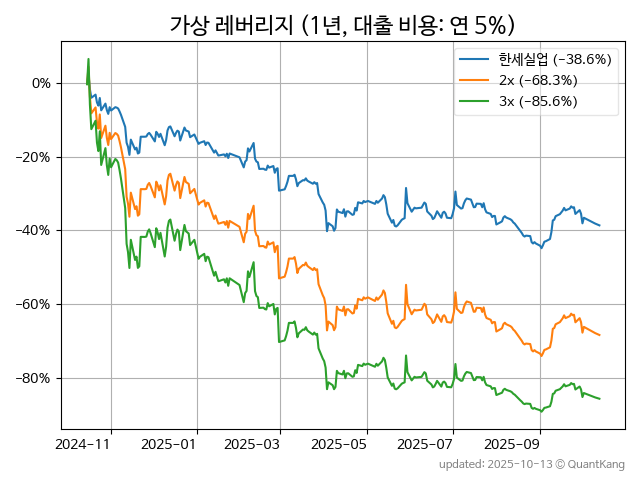 가상 레버리지 (1년, 대출 비용: 연 5%)
한세실업 (−38.6%)
2x (−68.3%)
3x (−85.6%)
0%
−20%
−40%
−60%
−80%
2024−11 2025−01 2025−03 2025−05 2025−07 2025−09
updated: 2025-10-13 © QuantKang